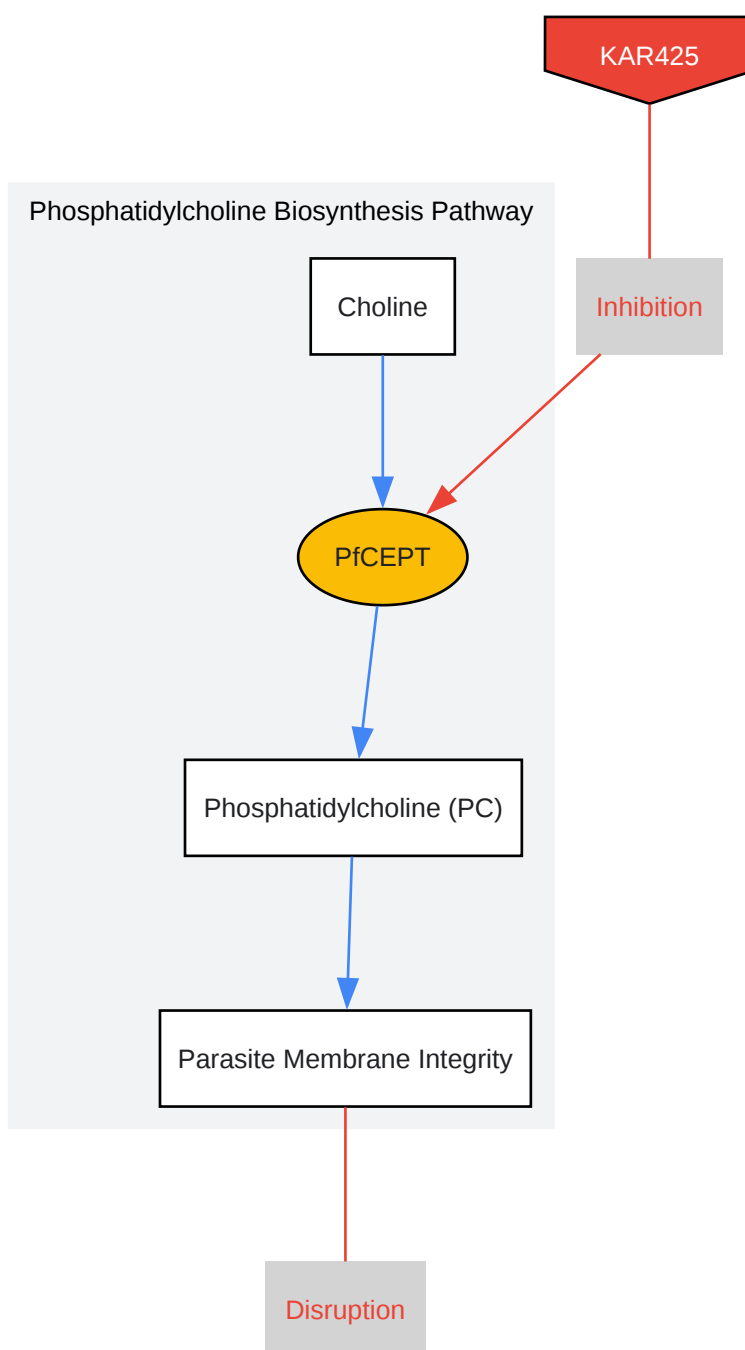 KAR425
Phosphatidylcholine Biosynthesis Pathway
Choline
Inhibition
PfCEPT
Phosphatidylcholine (PC)
Parasite Membrane Integrity
Disruption